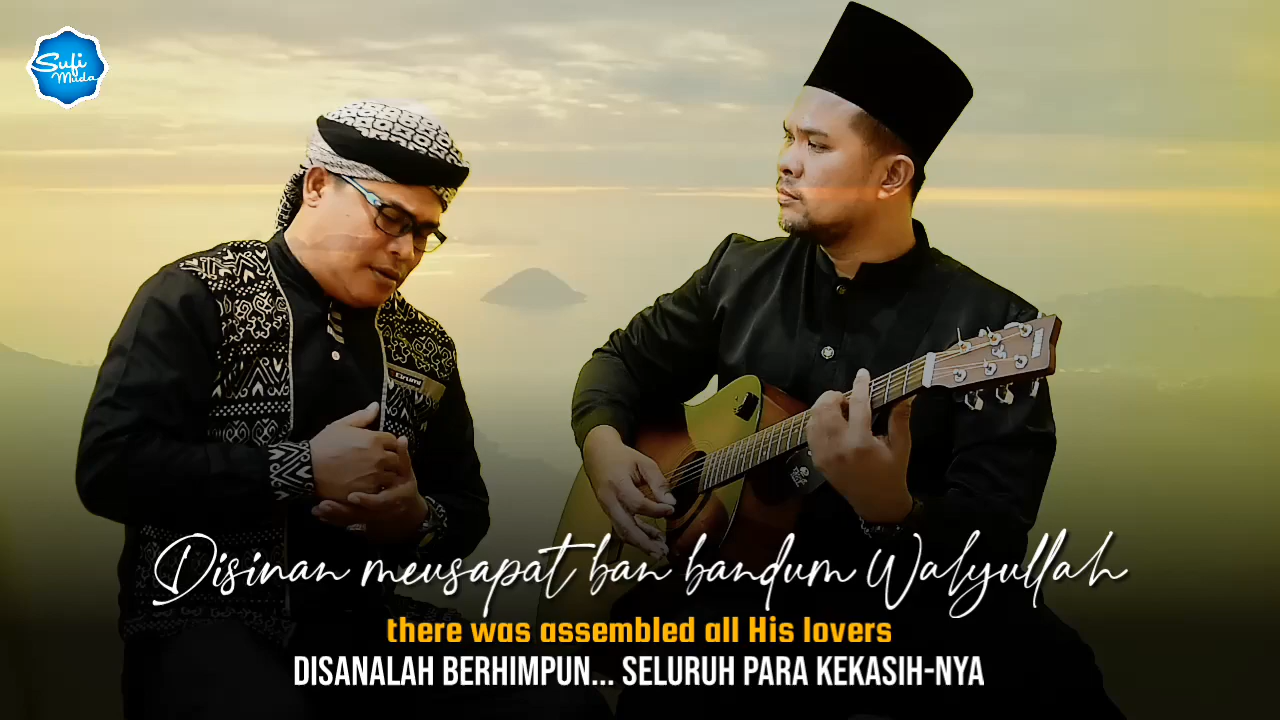 Sufi
Muda
Disinan meusapat ban bandum Walyullah
there was assembled all His lovers
DISANALAH BERHIMPUN... SELURUH PARA KEKASIH-NYA